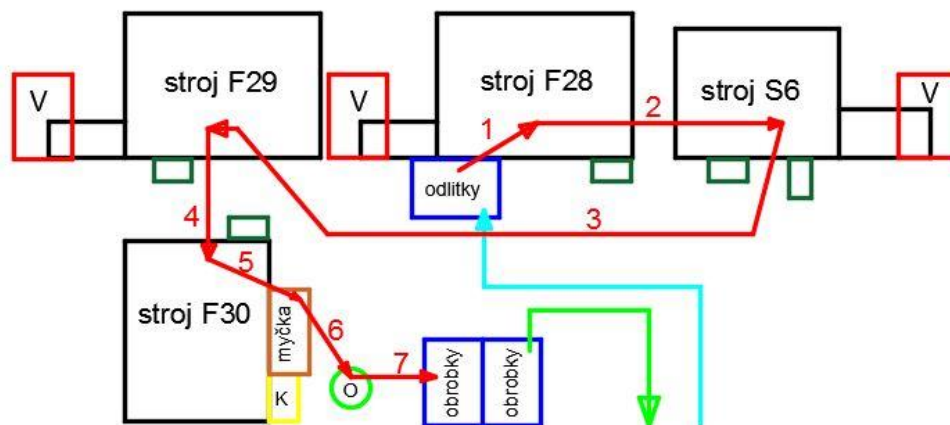 stroj F29
stroj F28
stroj S6
V
V
V
1
2
odlitky
3
4
5
stroj F30
myčka
6
7
K
O
obrobky
obrobky